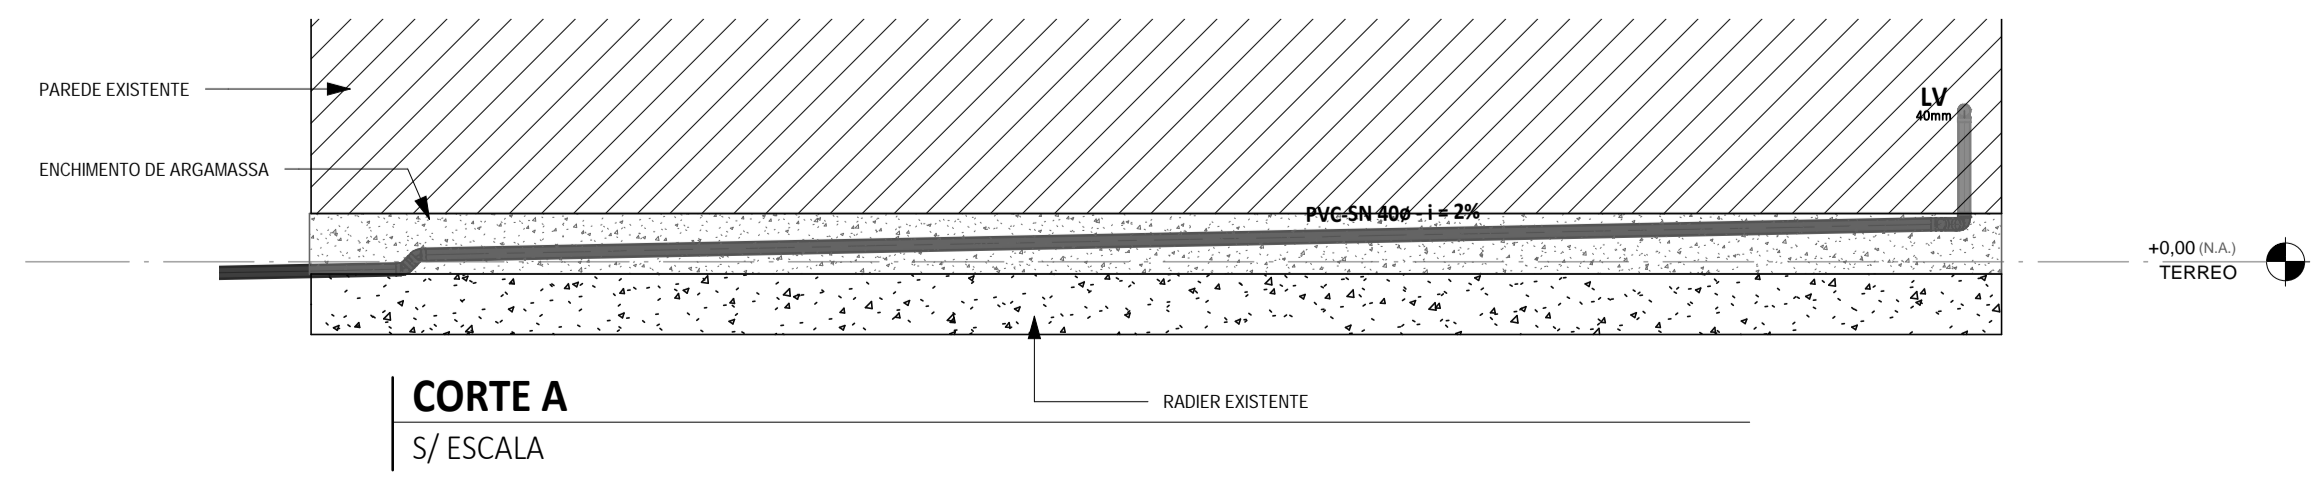 PAREDE EXISTENTE
LV
40mm
ENCHIMENTO DE ARGAMASSA
PVC-SN 40ø - i = 2%
+0,00 (N.A.)
TERREO
CORTE A
RADIER EXISTENTE
S/ ESCALA